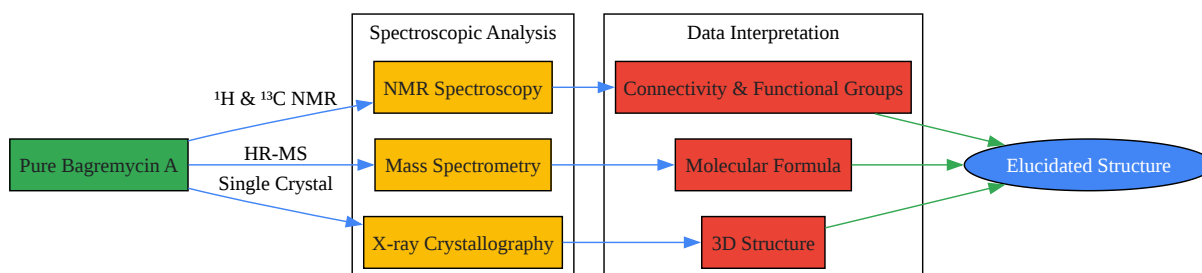 Spectroscopic Analysis
Data Interpretation
¹H & ¹³C NMR
NMR Spectroscopy
Connectivity & Functional Groups
Pure Bagremycin A
HR-MS
Mass Spectrometry
Molecular Formula
Elucidated Structure
Single Crystal
X-ray Crystallography
3D Structure